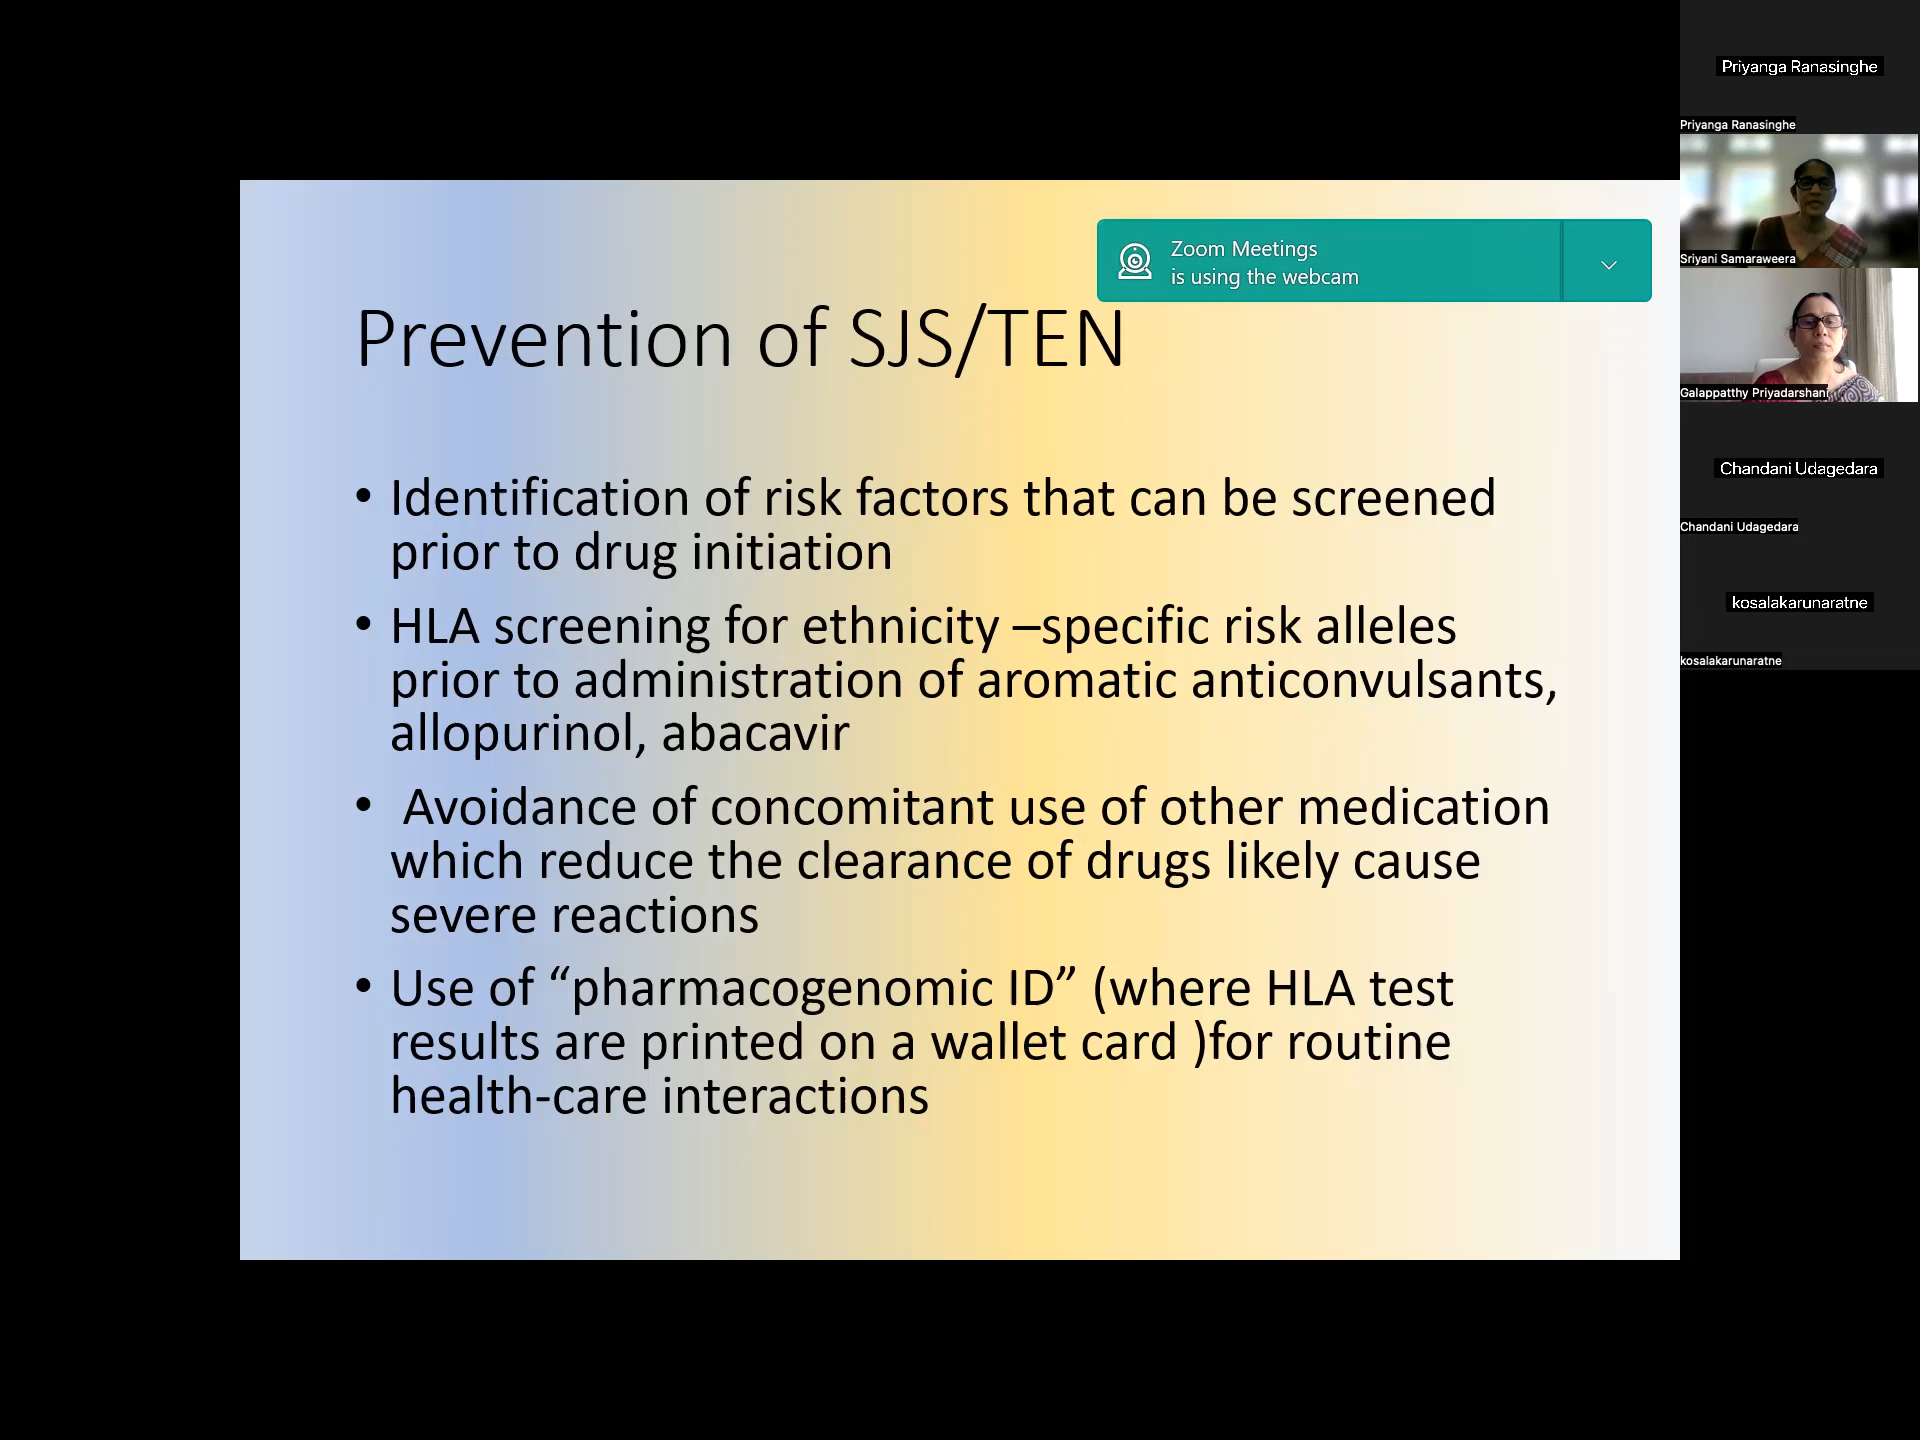 Zoom Meetings
is using the webcam
Prevention of SJS/TEN
• Identification of risk factors that can be screened
prior to drug initiation
• HLA screening for ethnicity –specific risk alleles
prior to administration of aromatic anticonvulsants,
allopurinol, abacavir
• Avoidance of concomitant use of other medication
which reduce the clearance of drugs likely cause
severe reactions
• Use of “pharmacogenomic ID” (where HLA test
results are printed on a wallet card )for routine
health-care interactions
Priyanga Ranasinghe
Priyanga Ranasinghe
Sriyani Samaraweera
Galappatthy Priyadarshani
Chandani Udagedara
Chandani Udagedara
kosalakarunaratne
kosalakarunaratne